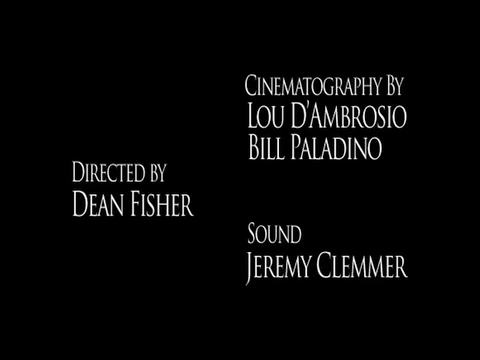 Directed by
Dean Fisher
Cinematography By
Lou D'Ambrosio
Bill Paladino
Sound
Jeremy Clemmer